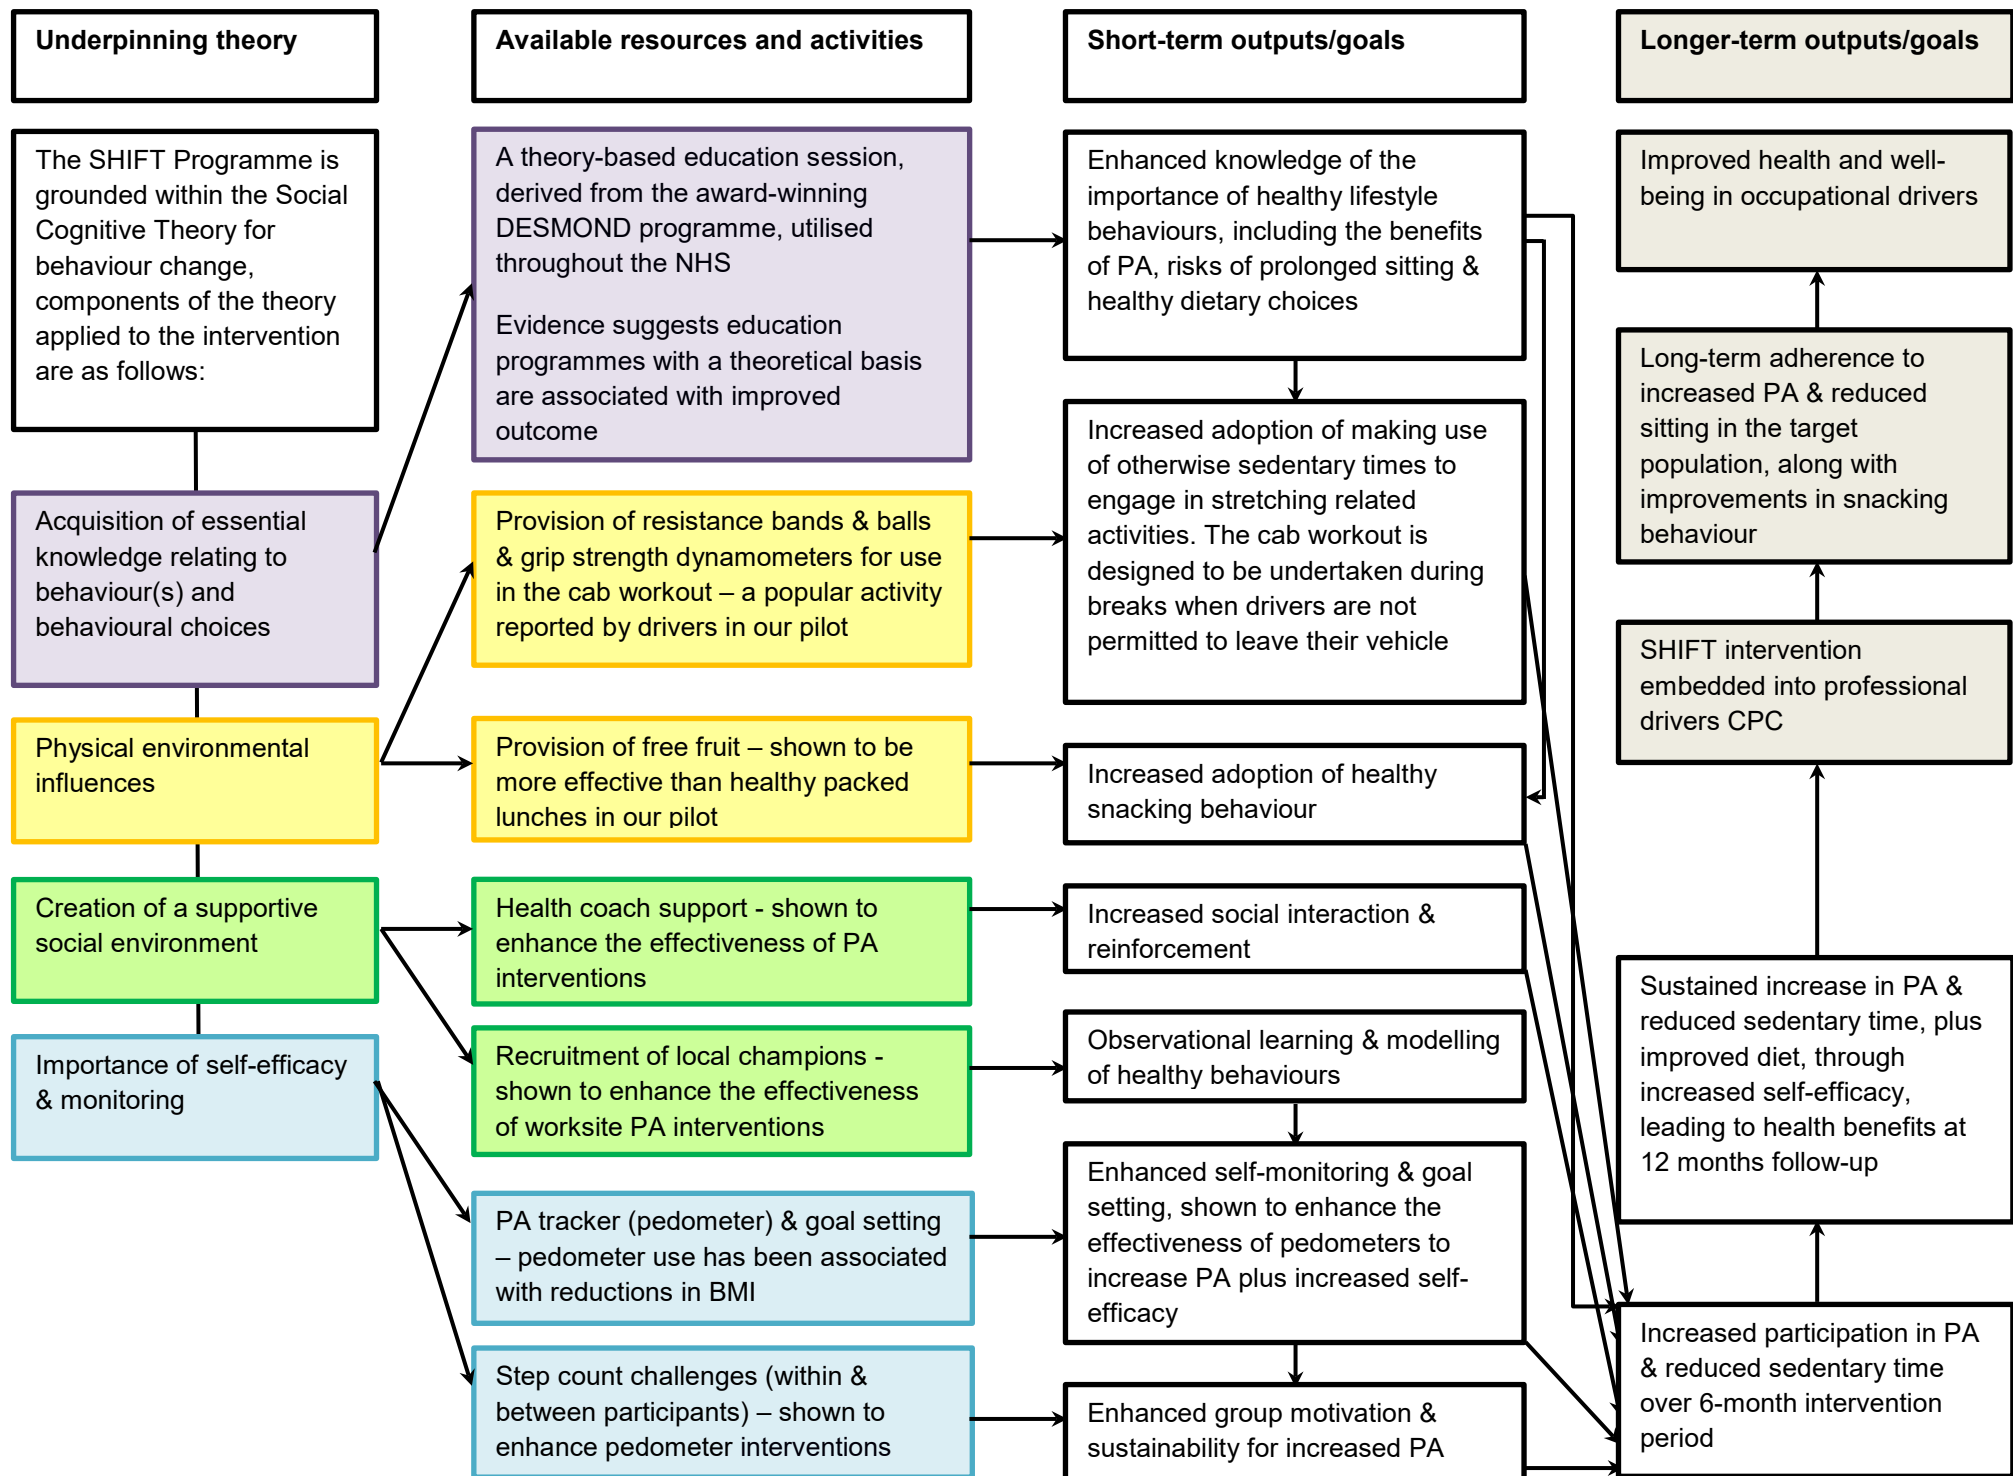 Underpinning theory
Available resources and activities
Short-term outputs/goals
Longer-term outputs/goals
The SHIFT Programme is
grounded within the Social
Cognitive Theory for
behaviour change,
components of the theory
applied to the intervention
are as follows:
Acquisition of essential
knowledge relating to
behaviour(s) and
behavioural choices
Physical environmental
influences
Creation of a supportive
social environment
Importance of self-efficacy
& monitoring
A theory-based education session,
derived from the award-winning
DESMOND programme, utilised
throughout the NHS
Evidence suggests education
programmes with a theoretical basis
are associated with improved
outcome
Provision of resistance bands & balls
& grip strength dynamometers for use
in the cab workout – a popular activity
reported by drivers in our pilot
Provision of free fruit – shown to be
more effective than healthy packed
lunches in our pilot
Health coach support - shown to
enhance the effectiveness of PA
interventions
Recruitment of local champions -
shown to enhance the effectiveness
of worksite PA interventions
PA tracker (pedometer) & goal setting
– pedometer use has been associated
with reductions in BMI
Step count challenges (within &
between participants) – shown to
enhance pedometer interventions
Enhanced knowledge of the
importance of healthy lifestyle
behaviours, including the benefits
of PA, risks of prolonged sitting &
healthy dietary choices
Increased adoption of making use
of otherwise sedentary times to
engage in stretching related
activities. The cab workout is
designed to be undertaken during
breaks when drivers are not
permitted to leave their vehicle
Increased adoption of healthy
snacking behaviour
Increased social interaction &
reinforcement
Observational learning & modelling
of healthy behaviours
Enhanced self-monitoring & goal
setting, shown to enhance the
effectiveness of pedometers to
increase PA plus increased self-
efficacy
Enhanced group motivation &
sustainability for increased PA
Improved health and well-
being in occupational drivers
Long-term adherence to
increased PA & reduced
sitting in the target
population, along with
improvements in snacking
behaviour
SHIFT intervention
embedded into professional
drivers CPC
Sustained increase in PA &
reduced sedentary time, plus
improved diet, through
increased self-efficacy,
leading to health benefits at
12 months follow-up
Increased participation in PA
& reduced sedentary time
over 6-month intervention
period